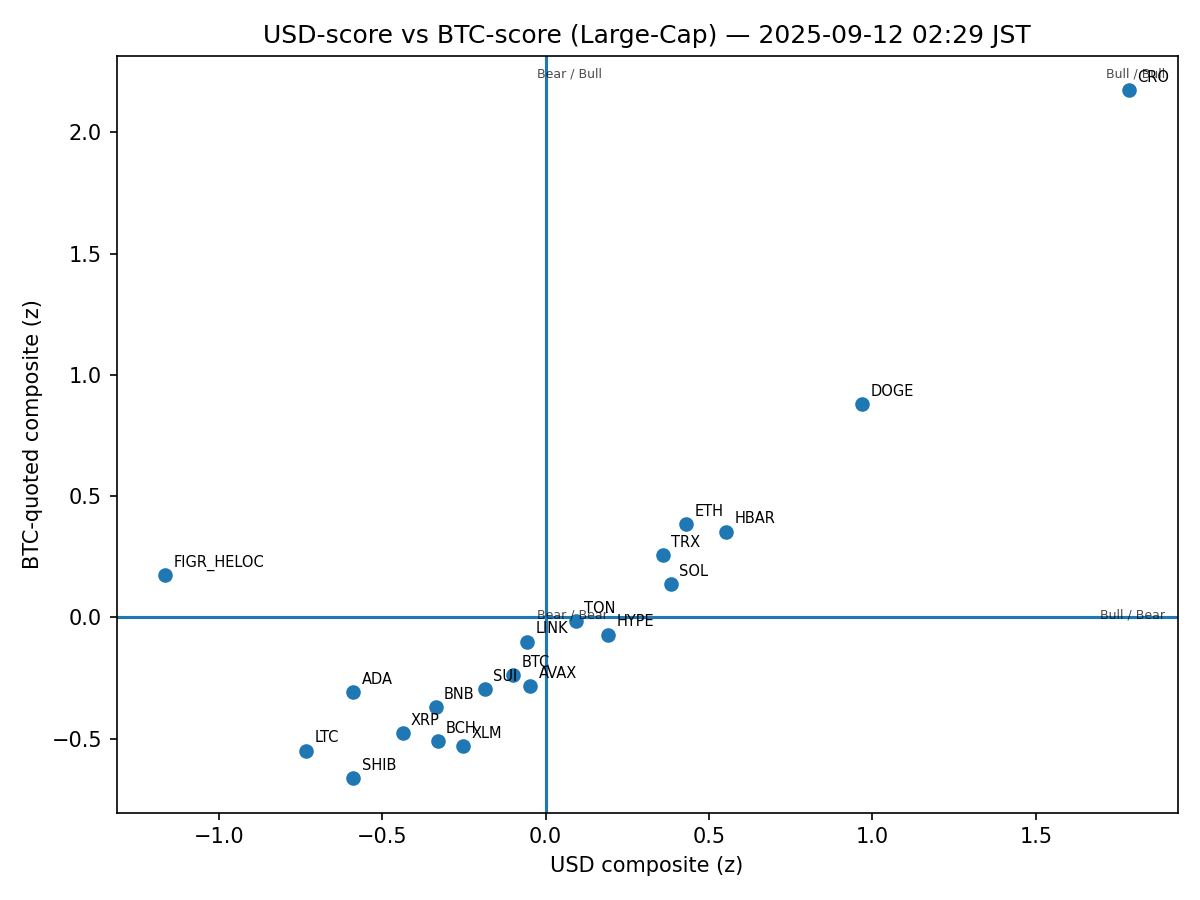 USD-score vs BTC-score (Large-Cap) — 2025-09-12 02:29 JST
Bear / Bull
Bull / Bull
CRO
2.0
1.5
1.0
0.5
0.0
−0.5
BTC-quoted composite (z)
DOGE
ETH
HBAR
TRX
SOL
FIGR_HELOC
TON
Bear / Bear
Bull / Bear
HYPE
LINK
BTC
AVAX
SUI
ADA
BNB
XRP
BCH
XLM
LTC
SHIB
−1.0
−0.5
0.0
0.5
1.0
1.5
USD composite (z)